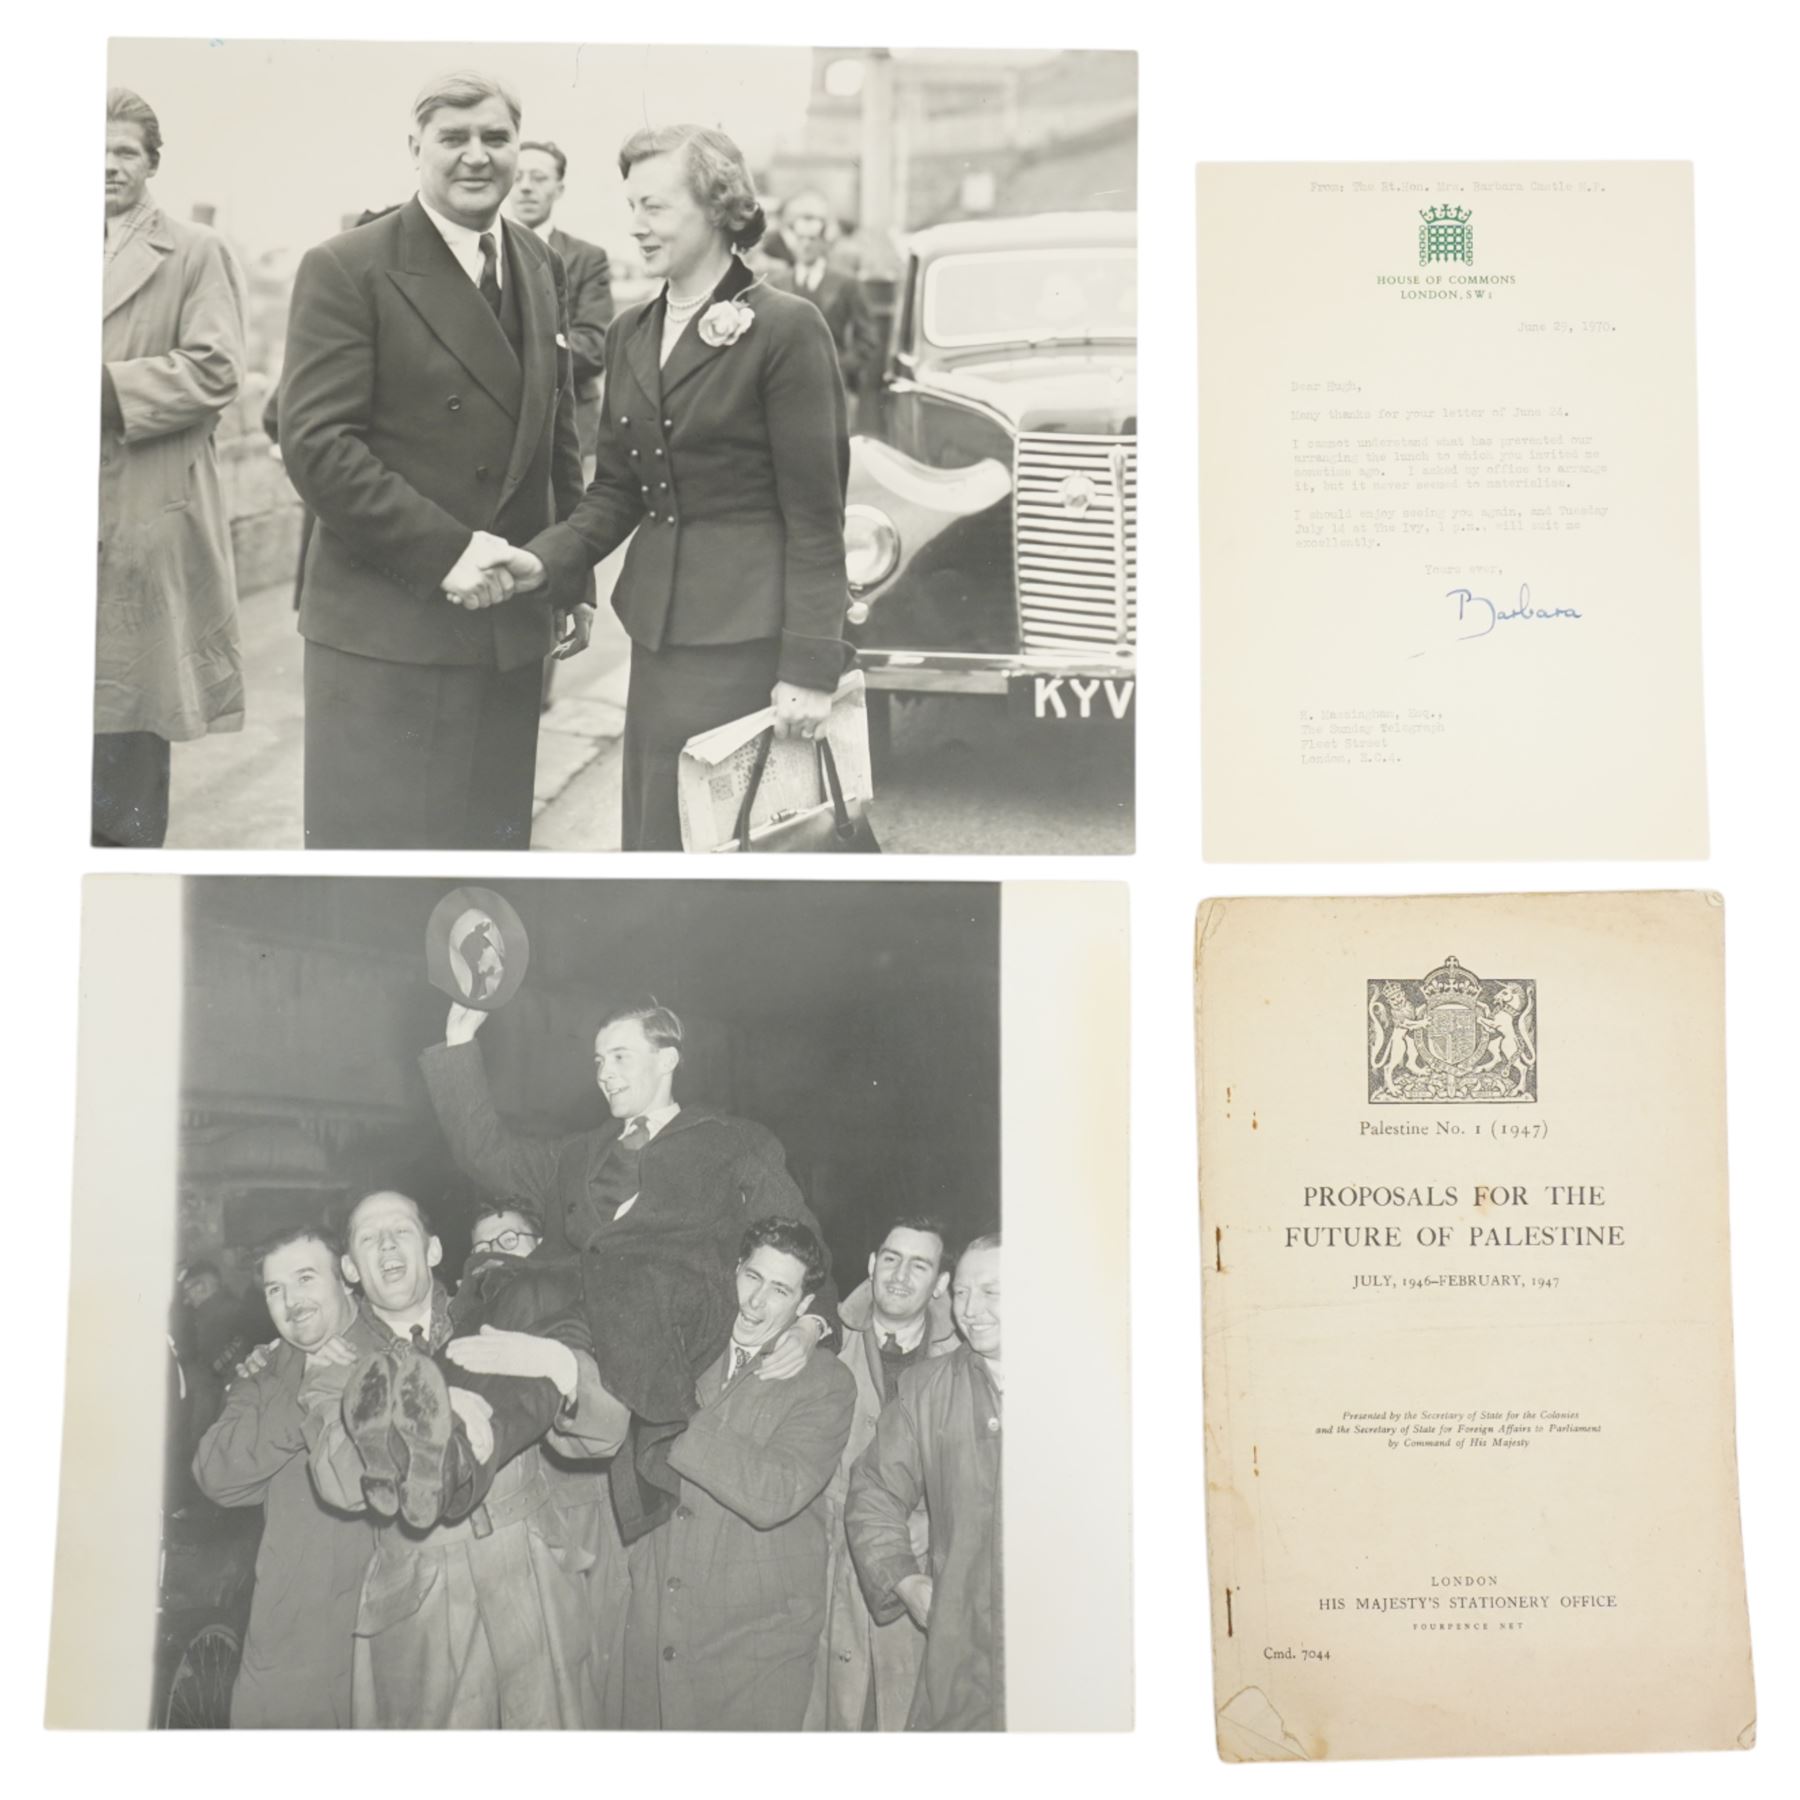 KYV
From: The Rt.Hon. Mrs. Barbara Castle M.P.
HOUSE OF COMMONS
LONDON, SW1
June 29, 1970.
Dear Hugh,
Many thanks for your letter of June 24.
I cannot understand what has prevented our
arranging the lunch to which you invited me
sometime ago. I asked my office to arrange
it, but it never seemed to materialise.
I should enjoy seeing you again, and Tuesday
July 14 at The Ivy, 1 p.m., will suit me
excellently.
Yours ever,
Barbara
H. Massingham, Esq.,
The Sunday Telegraph
Fleet Street
London, E.C.4.
Palestine No. 1 (1947)
PROPOSALS FOR THE
FUTURE OF PALESTINE
JULY, 1946–FEBRUARY, 1947
Presented by the Secretary of State for the Colonies
and the Secretary of State for Foreign Affairs to Parliament
by Command of His Majesty
LONDON
HIS MAJESTY'S STATIONERY OFFICE
FOURPENCE NET
Cmd. 7044